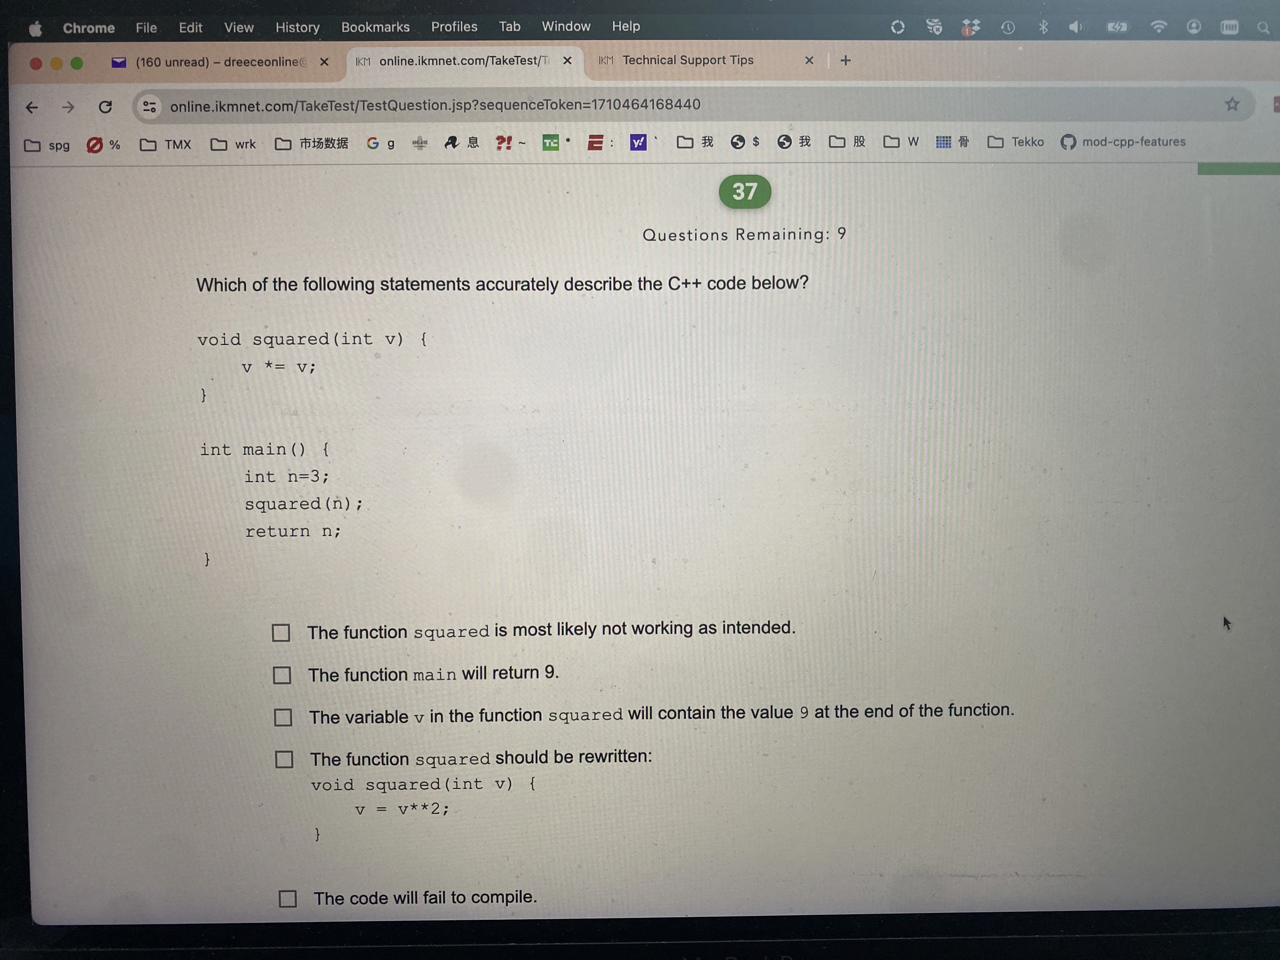 Chrome File Edit View History Bookmarks Profiles Tab Window Help
(160 unread) – dreeceonline@ × IKM online.ikmnet.com/TakeTest/T × IKM Technical Support Tips × +
online.ikmnet.com/TakeTest/TestQuestion.jsp?sequenceToken=1710464168440
spg % TMX wrk 市场数据 G g 息 ?! ~ TC • E : y! ` 我 $ 我 股 W 骨 Tekko mod-cpp-features
37
Questions Remaining: 9
Which of the following statements accurately describe the C++ code below?
void squared(int v) {
v *= v;
}
int main() {
int n=3;
squared(n);
return n;
}
The function squared is most likely not working as intended.
The function main will return 9.
The variable v in the function squared will contain the value 9 at the end of the function.
The function squared should be rewritten:
void squared(int v) {
v = v**2;
}
The code will fail to compile.